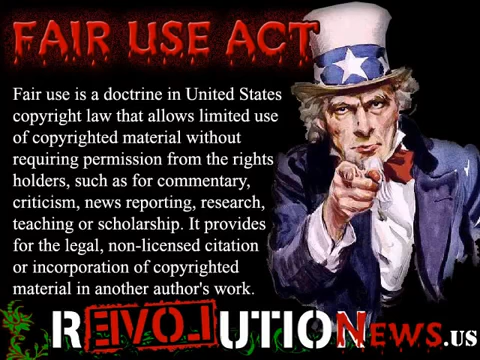 FAIR USE ACT
Fair use is a doctrine in United States
copyright law that allows limited use
of copyrighted material without
requiring permission from the rights
holders, such as for commentary,
criticism, news reporting, research,
teaching or scholarship. It provides
for the legal, non-licensed citation
or incorporation of copyrighted
material in another author's work.
REVOLUTIONNEWS.US